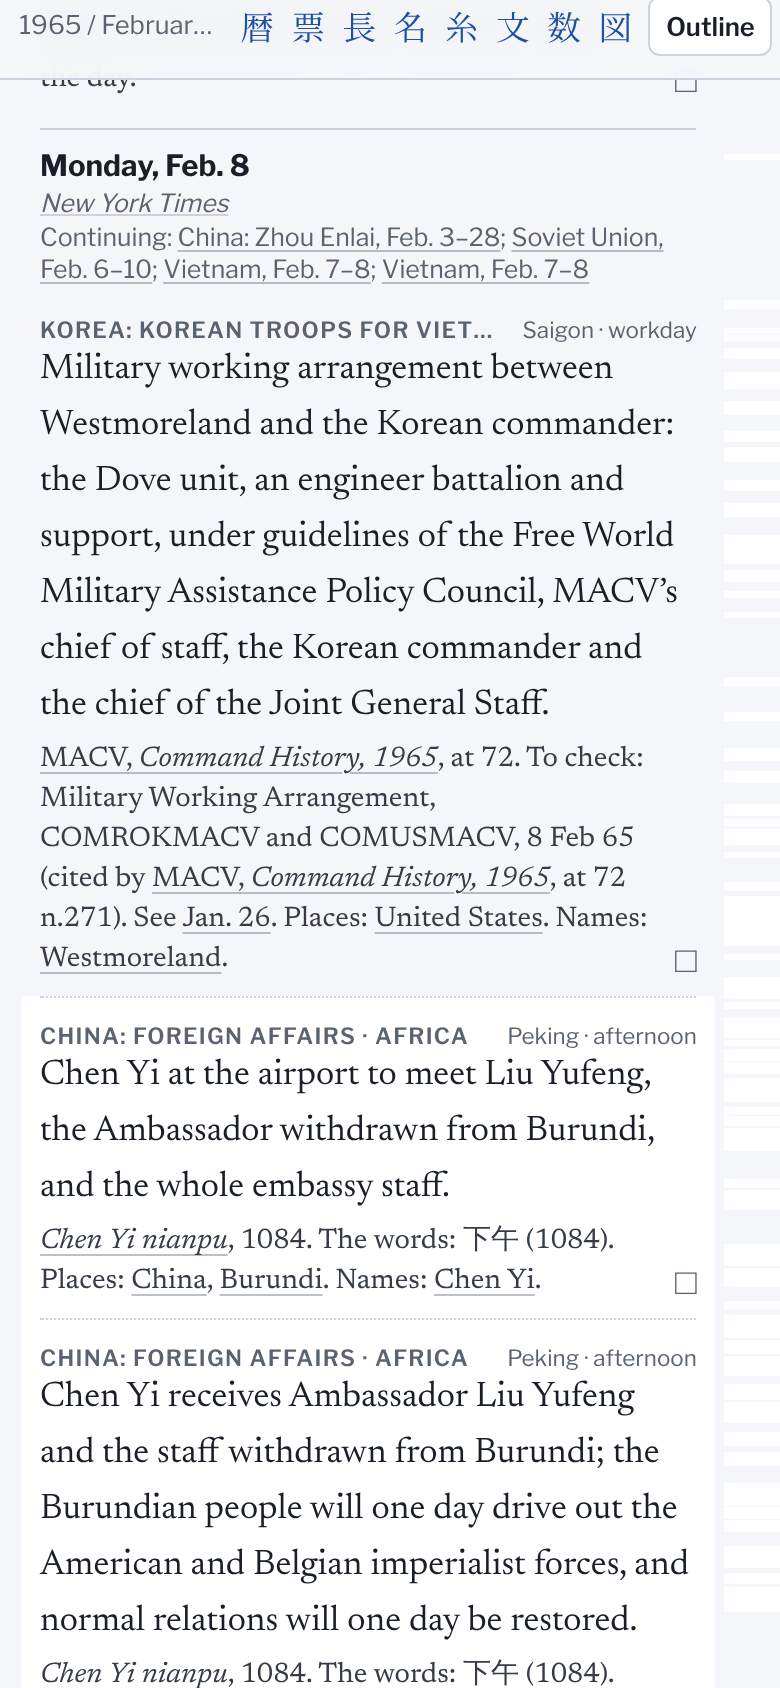 1965 / Februar... 暦 票 長 名 糸 文 数 図 Outline
the day.
Monday, Feb. 8
New York Times
Continuing: China: Zhou Enlai, Feb. 3–28; Soviet Union,
Feb. 6–10; Vietnam, Feb. 7–8; Vietnam, Feb. 7–8
KOREA: KOREAN TROOPS FOR VIET... Saigon · workday
Military working arrangement between
Westmoreland and the Korean commander:
the Dove unit, an engineer battalion and
support, under guidelines of the Free World
Military Assistance Policy Council, MACV’s
chief of staff, the Korean commander and
the chief of the Joint General Staff.
MACV, Command History, 1965, at 72. To check:
Military Working Arrangement,
COMROKMACV and COMUSMACV, 8 Feb 65
(cited by MACV, Command History, 1965, at 72
n.271). See Jan. 26. Places: United States. Names:
Westmoreland.
CHINA: FOREIGN AFFAIRS · AFRICA Peking · afternoon
Chen Yi at the airport to meet Liu Yufeng,
the Ambassador withdrawn from Burundi,
and the whole embassy staff.
Chen Yi nianpu, 1084. The words: 下午 (1084).
Places: China, Burundi. Names: Chen Yi.
CHINA: FOREIGN AFFAIRS · AFRICA Peking · afternoon
Chen Yi receives Ambassador Liu Yufeng
and the staff withdrawn from Burundi; the
Burundian people will one day drive out the
American and Belgian imperialist forces, and
normal relations will one day be restored.
Chen Yi nianpu, 1084. The words: 下午 (1084).